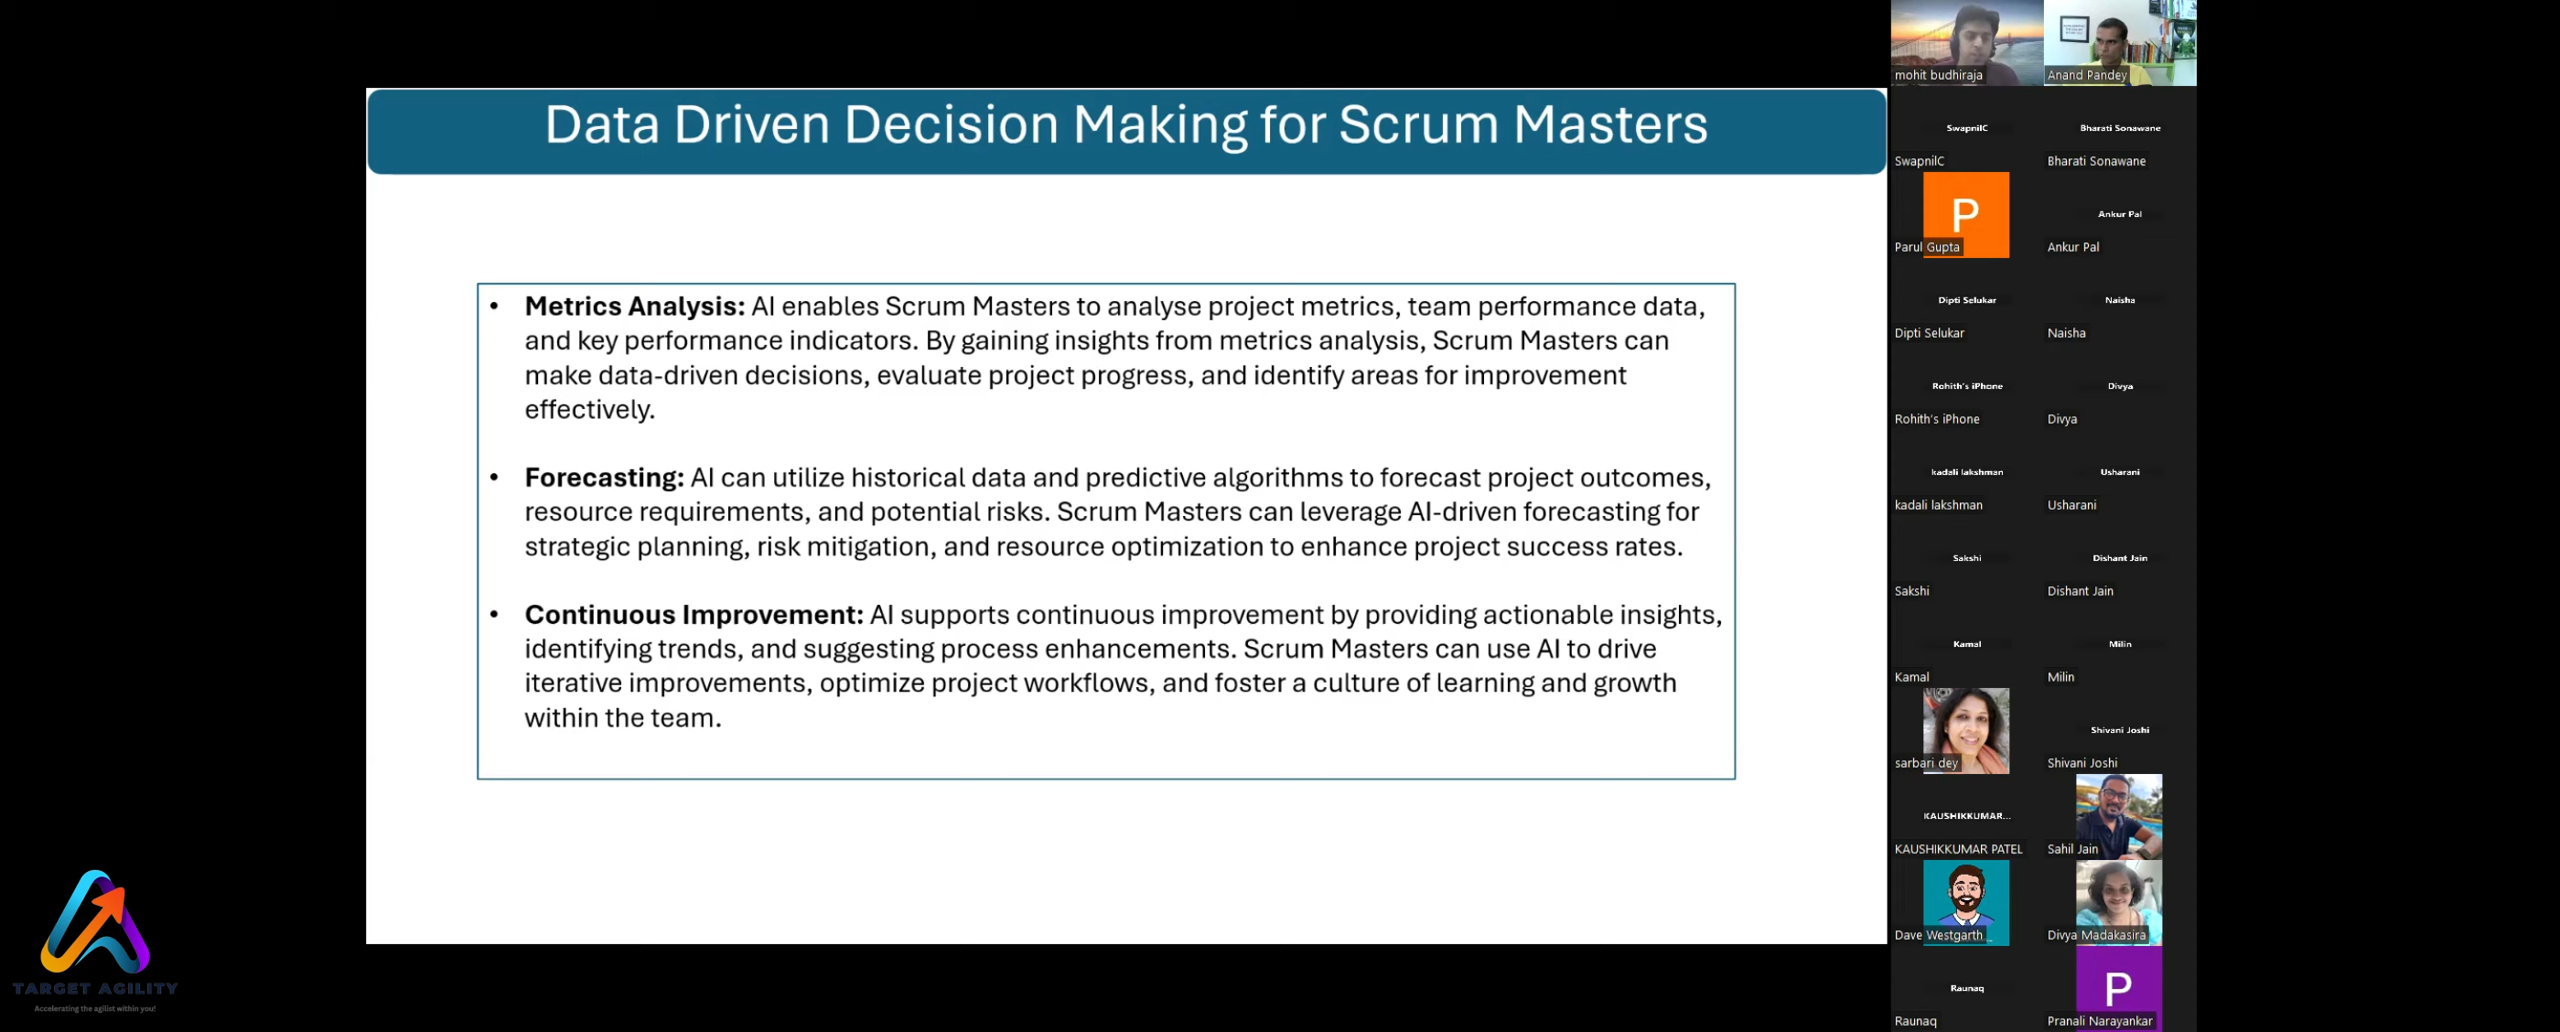 Data Driven Decision Making for Scrum Masters
• Metrics Analysis: AI enables Scrum Masters to analyse project metrics, team performance data,
and key performance indicators. By gaining insights from metrics analysis, Scrum Masters can
make data-driven decisions, evaluate project progress, and identify areas for improvement
effectively.
• Forecasting: AI can utilize historical data and predictive algorithms to forecast project outcomes,
resource requirements, and potential risks. Scrum Masters can leverage AI-driven forecasting for
strategic planning, risk mitigation, and resource optimization to enhance project success rates.
• Continuous Improvement: AI supports continuous improvement by providing actionable insights,
identifying trends, and suggesting process enhancements. Scrum Masters can use AI to drive
iterative improvements, optimize project workflows, and foster a culture of learning and growth
within the team.
TARGET AGILITY
Accelerating the agilist within you!
mohit budhiraja
Anand Pandey
SwapnilC
Bharati Sonawane
SwapnilC
Bharati Sonawane
P
Ankur Pal
Parul Gupta
Ankur Pal
Dipti Selukar
Naisha
Dipti Selukar
Naisha
Rohith's iPhone
Divya
Rohith's iPhone
Divya
kadali lakshman
Usharani
kadali lakshman
Usharani
Sakshi
Dishant Jain
Sakshi
Dishant Jain
Kamal
Milin
Kamal
Milin
Shivani Joshi
sarbari dey
Shivani Joshi
KAUSHIKKUMAR...
KAUSHIKKUMAR PATEL
Sahil Jain
Dave Westgarth
Divya Madakasira
Raunaq
P
Raunaq
Pranali Narayankar